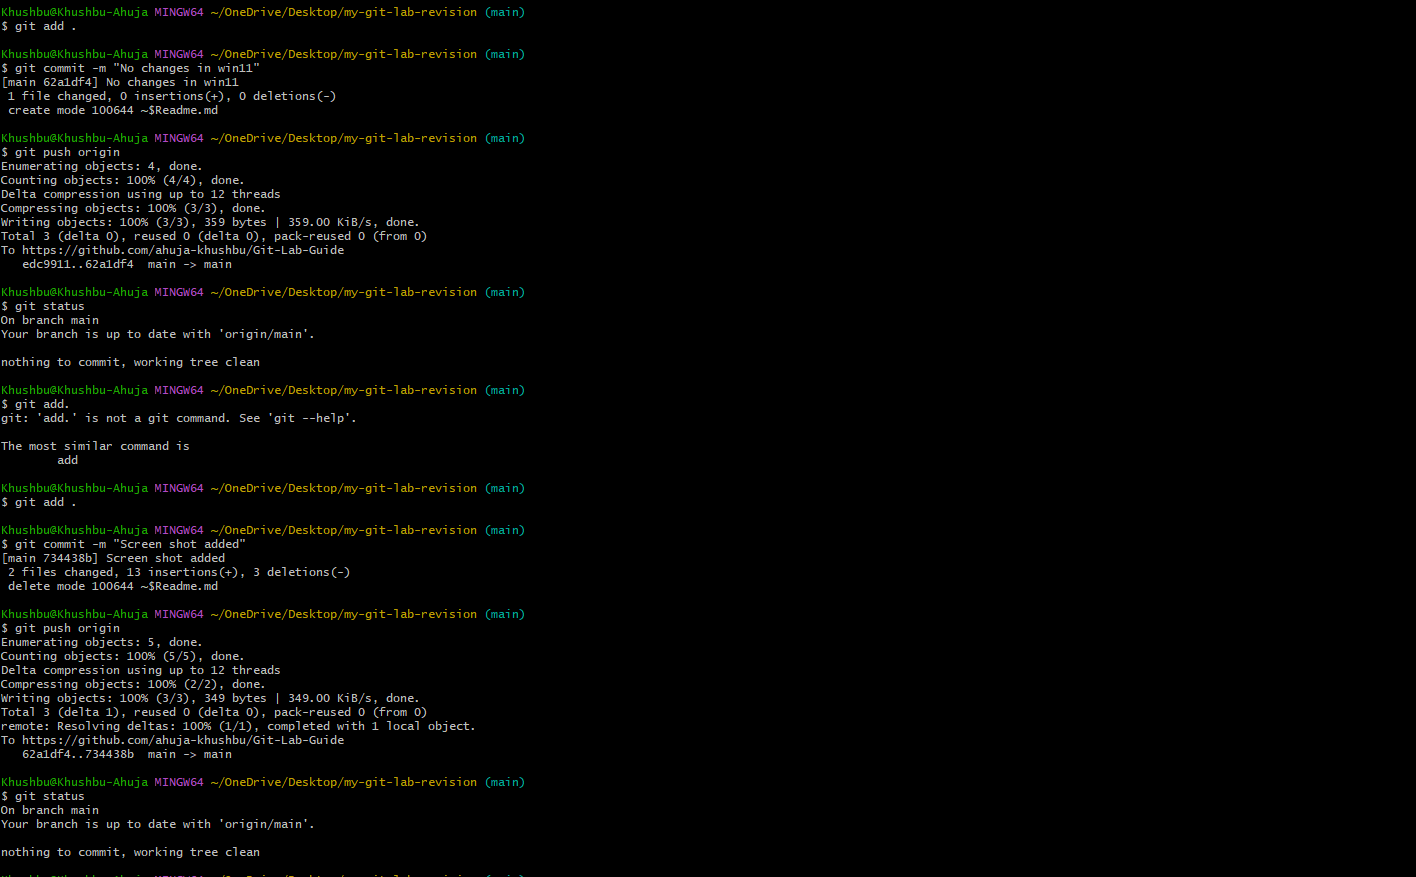 Khushbu@Khushbu-Ahuja MINGW64 ~/OneDrive/Desktop/my-git-lab-revision (main)
$ git add .
Khushbu@Khushbu-Ahuja MINGW64 ~/OneDrive/Desktop/my-git-lab-revision (main)
$ git commit -m "No changes in win11"
[main 62a1df4] No changes in win11
 1 file changed, 0 insertions(+), 0 deletions(-)
 create mode 100644 ~$Readme.md
Khushbu@Khushbu-Ahuja MINGW64 ~/OneDrive/Desktop/my-git-lab-revision (main)
$ git push origin
Enumerating objects: 4, done.
Counting objects: 100% (4/4), done.
Delta compression using up to 12 threads
Compressing objects: 100% (3/3), done.
Writing objects: 100% (3/3), 359 bytes | 359.00 KiB/s, done.
Total 3 (delta 0), reused 0 (delta 0), pack-reused 0 (from 0)
To https://github.com/ahuja-khushbu/Git-Lab-Guide
   edc9911..62a1df4  main -> main
Khushbu@Khushbu-Ahuja MINGW64 ~/OneDrive/Desktop/my-git-lab-revision (main)
$ git status
On branch main
Your branch is up to date with 'origin/main'.
nothing to commit, working tree clean
Khushbu@Khushbu-Ahuja MINGW64 ~/OneDrive/Desktop/my-git-lab-revision (main)
$ git add.
git: 'add.' is not a git command. See 'git --help'.
The most similar command is
        add
Khushbu@Khushbu-Ahuja MINGW64 ~/OneDrive/Desktop/my-git-lab-revision (main)
$ git add .
Khushbu@Khushbu-Ahuja MINGW64 ~/OneDrive/Desktop/my-git-lab-revision (main)
$ git commit -m "Screen shot added"
[main 734438b] Screen shot added
 2 files changed, 13 insertions(+), 3 deletions(-)
 delete mode 100644 ~$Readme.md
Khushbu@Khushbu-Ahuja MINGW64 ~/OneDrive/Desktop/my-git-lab-revision (main)
$ git push origin
Enumerating objects: 5, done.
Counting objects: 100% (5/5), done.
Delta compression using up to 12 threads
Compressing objects: 100% (2/2), done.
Writing objects: 100% (3/3), 349 bytes | 349.00 KiB/s, done.
Total 3 (delta 1), reused 0 (delta 0), pack-reused 0 (from 0)
remote: Resolving deltas: 100% (1/1), completed with 1 local object.
To https://github.com/ahuja-khushbu/Git-Lab-Guide
   62a1df4..734438b  main -> main
Khushbu@Khushbu-Ahuja MINGW64 ~/OneDrive/Desktop/my-git-lab-revision (main)
$ git status
On branch main
Your branch is up to date with 'origin/main'.
nothing to commit, working tree clean